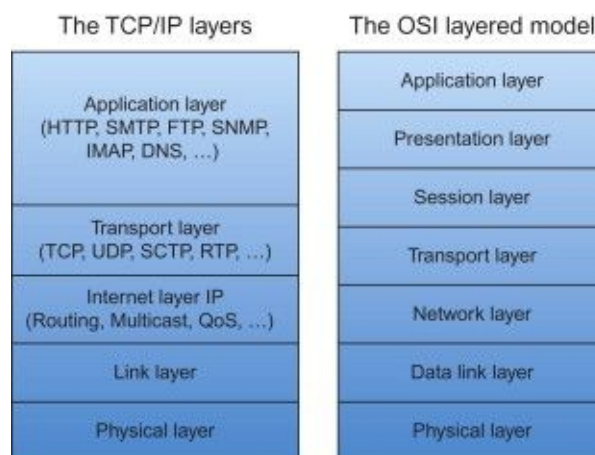 The TCP/IP layers
Application layer
(HTTP, SMTP, FTP, SNMP,
IMAP, DNS, ...)
Transport layer
(TCP, UDP, SCTP, RTP, ...)
Internet layer IP
(Routing, Multicast, QoS, ...)
Link layer
Physical layer
The OSI layered model
Application layer
Presentation layer
Session layer
Transport layer
Network layer
Data link layer
Physical layer